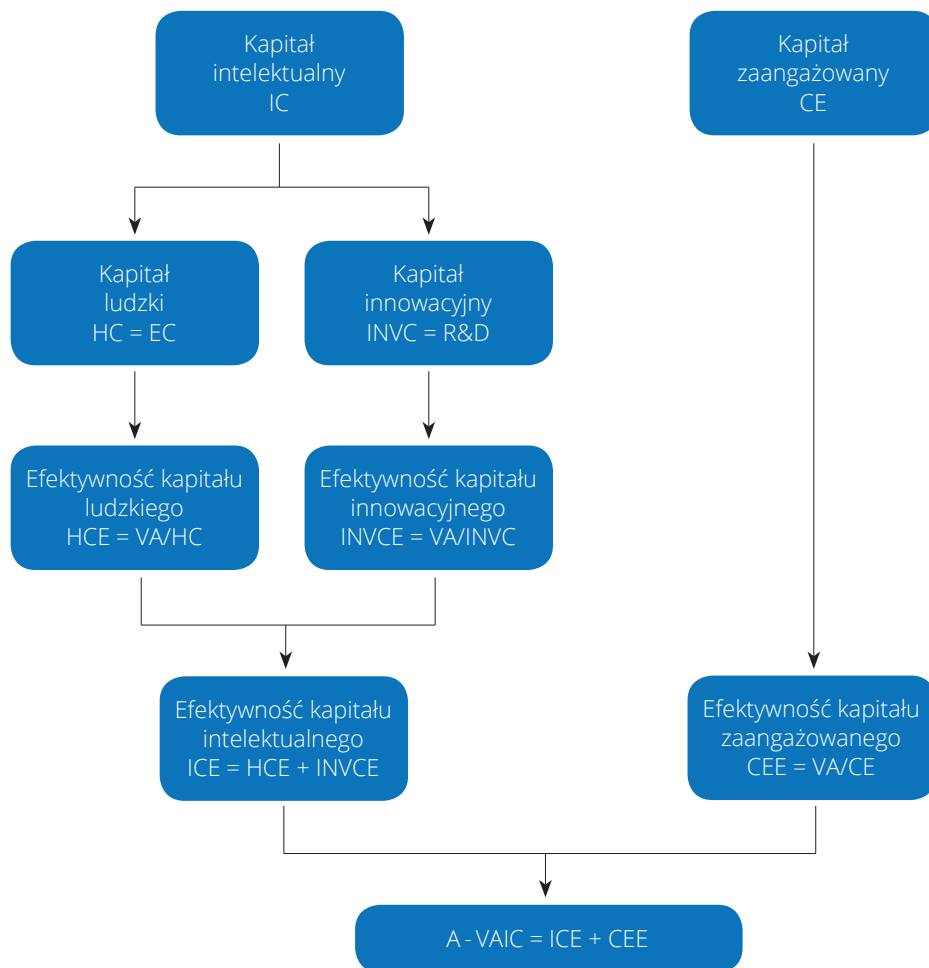 Kapitał
intelektualny
IC
Kapitał
zaangażowany
CE
Kapitał
ludzki
HC = EC
Kapitał
innowacyjny
INVC = R&D
Efektywność kapitału
ludzkiego
HCE = VA/HC
Efektywność kapitału
innowacyjnego
INVCE = VA/INVC
Efektywność kapitału
intelektualnego
ICE = HCE + INVCE
Efektywność kapitału
zaangażowanego
CEE = VA/CE
A - VAIC = ICE + CEE